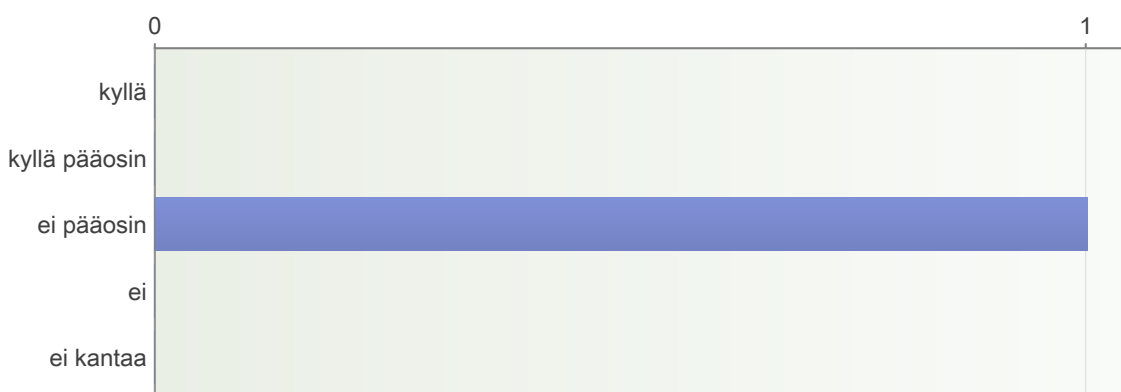 0 1
kyllä
kyllä pääosin
ei pääosin
ei
ei kantaa